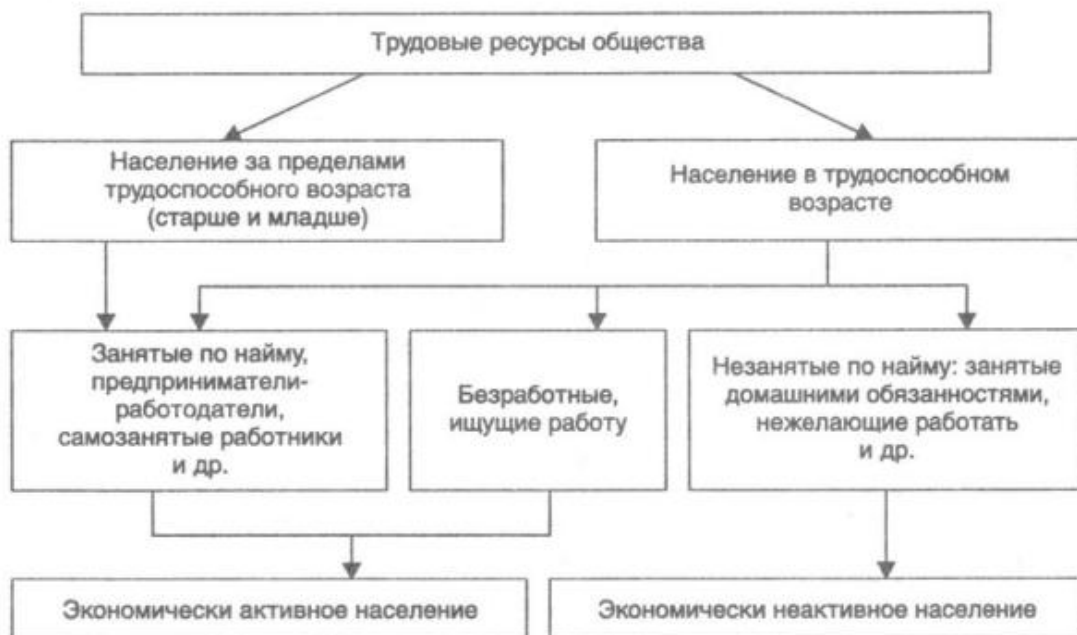 Трудовые ресурсы общества
Население за пределами
трудоспособного возраста
(старше и младше)
Население в трудоспособном
возрасте
Занятые по найму,
предприниматели-
работодатели,
самозанятые работники
и др.
Безработные,
ищущие работу
Незанятые по найму: занятые
домашними обязанностями,
нежелающие работать
и др.
Экономически активное население
Экономически неактивное население